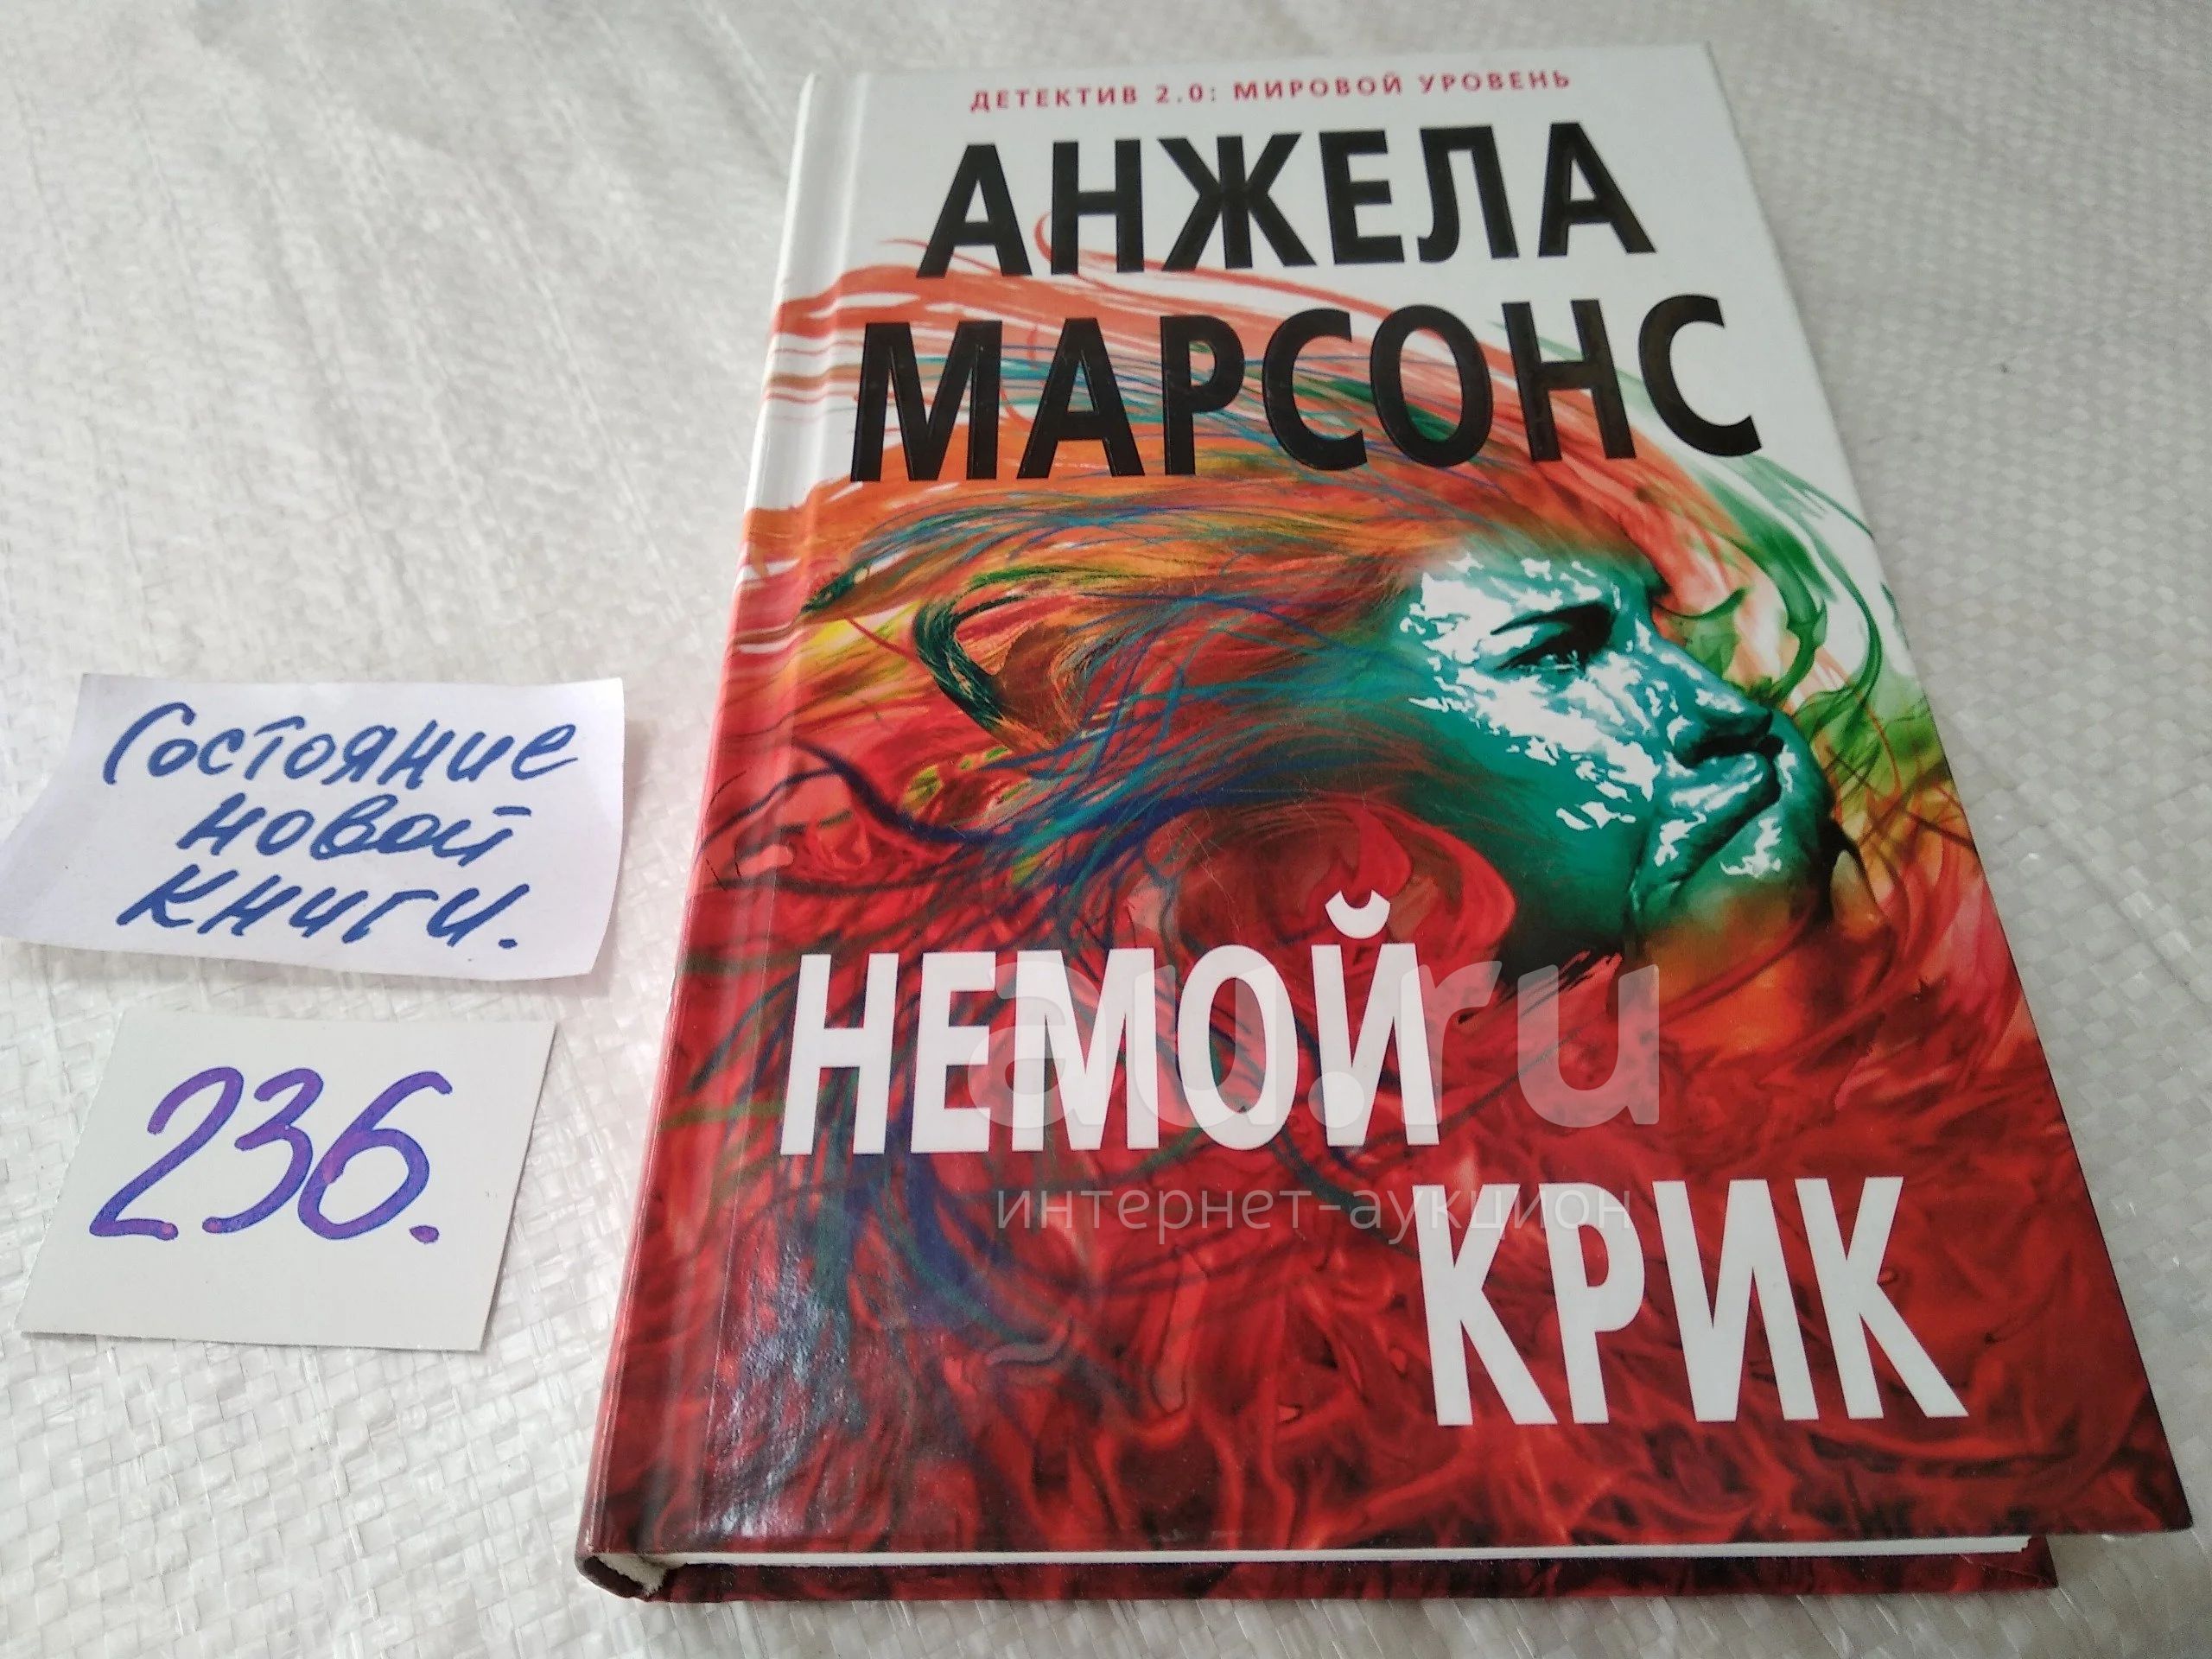 ДЕТЕКТИВ 2.0: МИРОВОЙ УРОВЕНЬ
АНЖЕЛА
МАРСОНС
НЕМОЙ
КРИК
Состояние
новой
книги.
236.
au.ru
интернет-аукцион